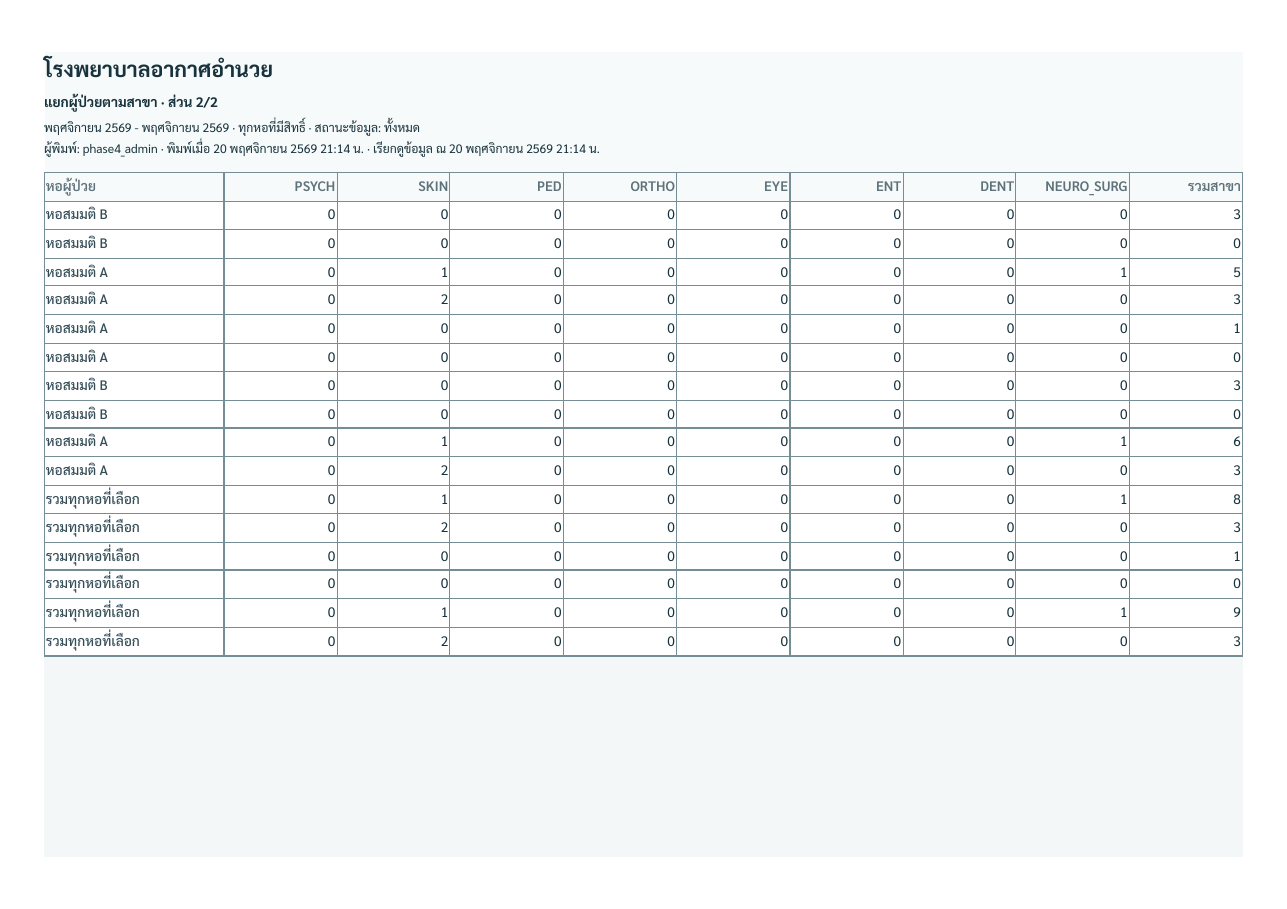 โรงพยาบาลอากาศอำนวย
แยกผู้ป่วยตามสาขา · ส่วน 2/2
พฤศจิกายน 2569 - พฤศจิกายน 2569 · ทุกหอที่มีสิทธิ์ · สถานะข้อมูล: ทั้งหมด
ผู้พิมพ์: phase4_admin · พิมพ์เมื่อ 20 พฤศจิกายน 2569 21:14 น. · เรียกดูข้อมูล ณ 20 พฤศจิกายน 2569 21:14 น.
หอผู้ป่วย PSYCH SKIN PED ORTHO EYE ENT DENT NEURO_SURG รวมสาขา
หอสมมติ B 0 0 0 0 0 0 0 0 3
หอสมมติ B 0 0 0 0 0 0 0 0 0
หอสมมติ A 0 1 0 0 0 0 0 1 5
หอสมมติ A 0 2 0 0 0 0 0 0 3
หอสมมติ A 0 0 0 0 0 0 0 0 1
หอสมมติ A 0 0 0 0 0 0 0 0 0
หอสมมติ B 0 0 0 0 0 0 0 0 3
หอสมมติ B 0 0 0 0 0 0 0 0 0
หอสมมติ A 0 1 0 0 0 0 0 1 6
หอสมมติ A 0 2 0 0 0 0 0 0 3
รวมทุกหอที่เลือก 0 1 0 0 0 0 0 1 8
รวมทุกหอที่เลือก 0 2 0 0 0 0 0 0 3
รวมทุกหอที่เลือก 0 0 0 0 0 0 0 0 1
รวมทุกหอที่เลือก 0 0 0 0 0 0 0 0 0
รวมทุกหอที่เลือก 0 1 0 0 0 0 0 1 9
รวมทุกหอที่เลือก 0 2 0 0 0 0 0 0 3